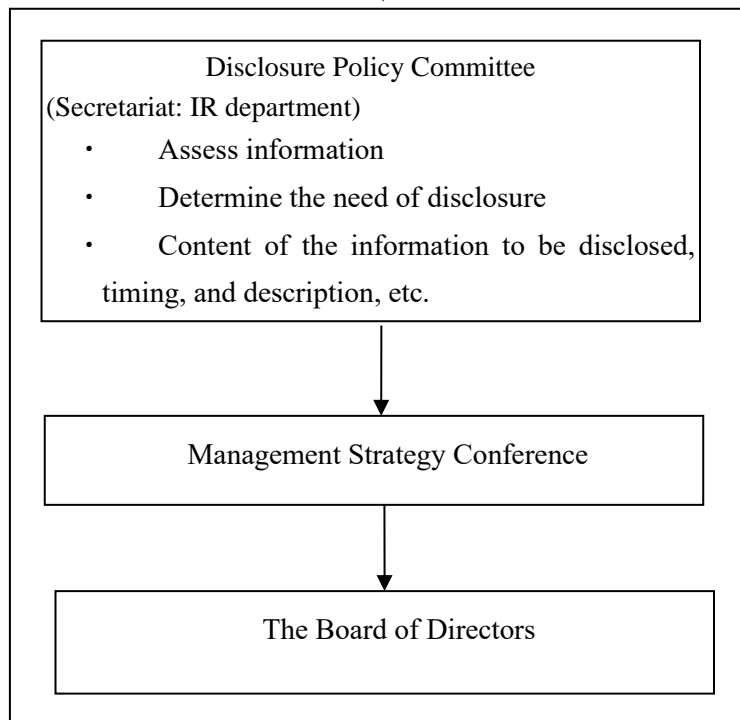 Disclosure Policy Committee
(Secretariat: IR department)
・ Assess information
・ Determine the need of disclosure
・ Content of the information to be disclosed,
timing, and description, etc.
Management Strategy Conference
The Board of Directors